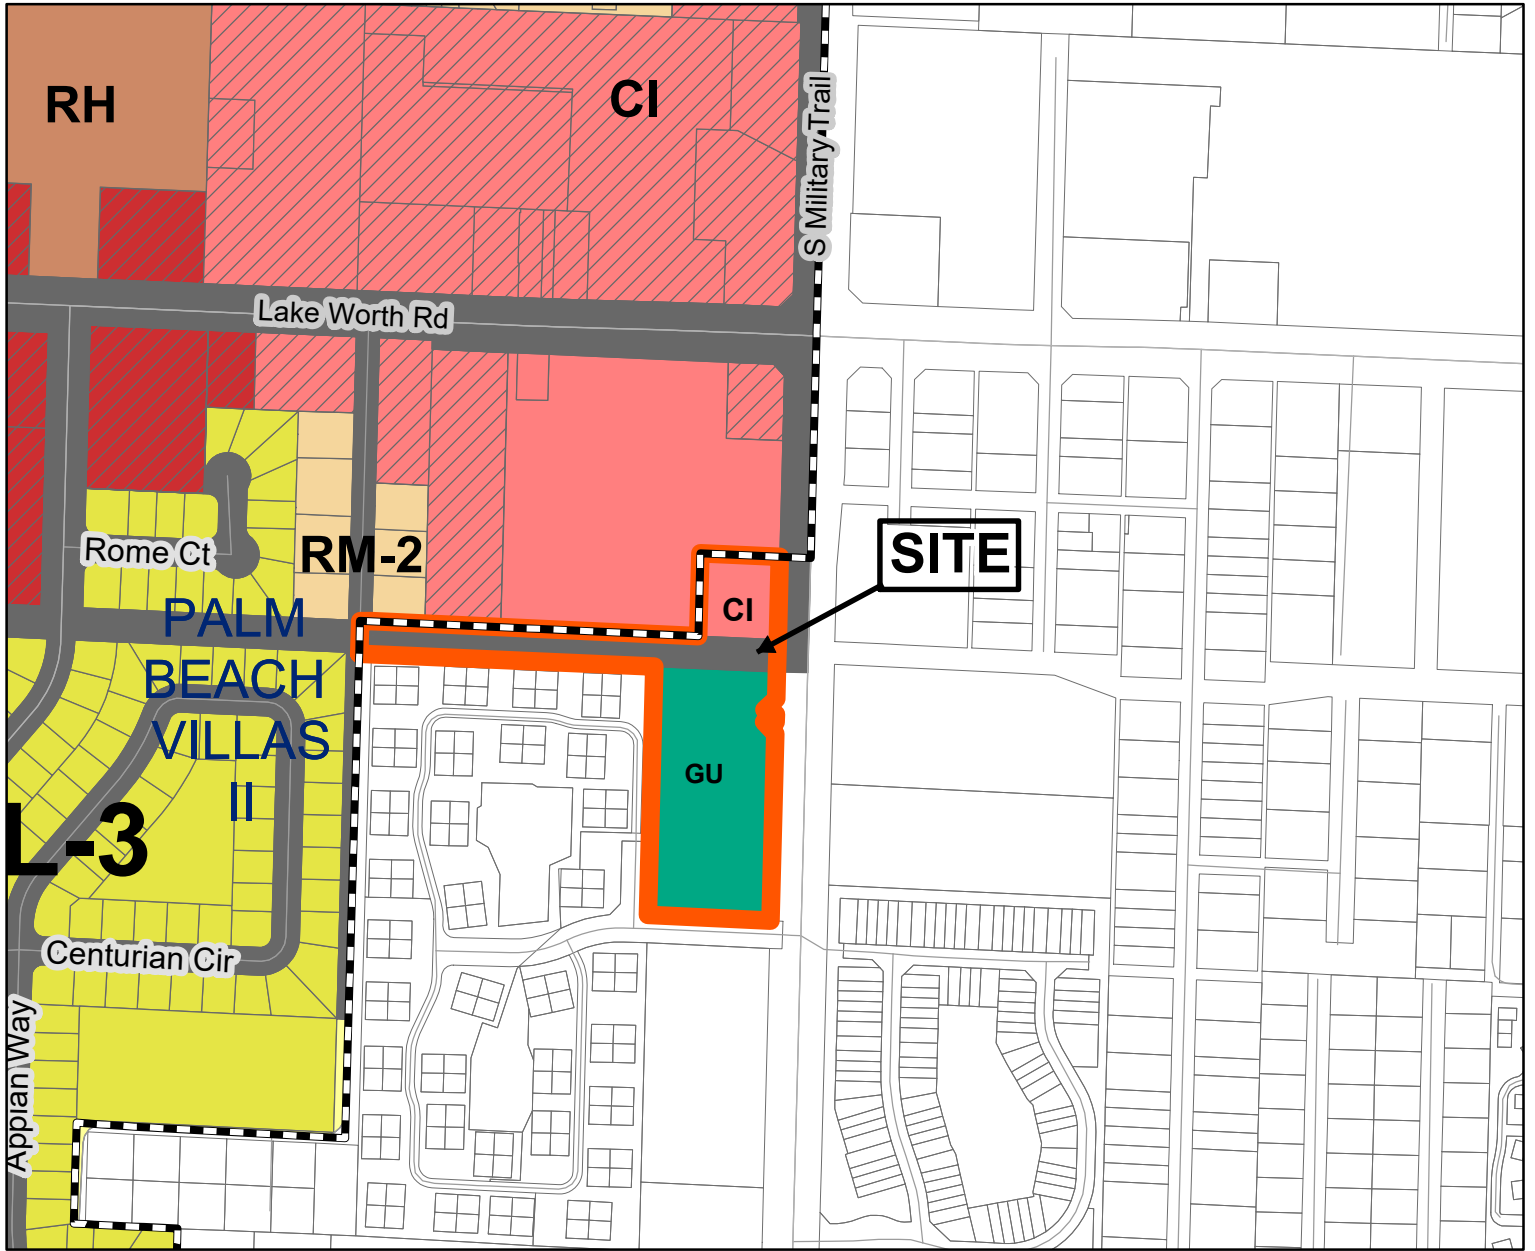 RH
CI
S Military Trail
Lake Worth Rd
Rome Ct
RM-2
SITE
CI
PALM
BEACH
VILLAS
II
GU
L-3
Centurian Cir
Appian Way